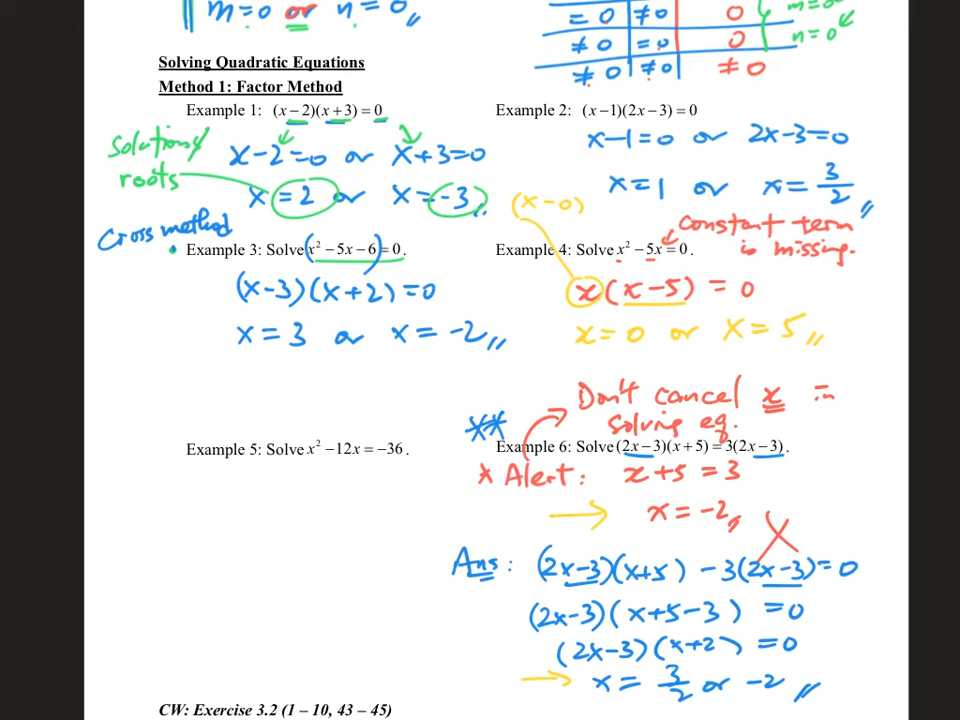 m=0 or n=0
=0 ≠0 0 m=0
≠0 =0 0 n=0
≠0 ≠0 ≠0
Solving Quadratic Equations
Method 1: Factor Method
Example 1: (x−2)(x+3)=0
x−2=0 or x+3=0
Solutions/
roots
x=2 or x=−3
Example 2: (x−1)(2x−3)=0
x−1=0 or 2x−3=0
x=1 or x=3/2
Cross method
Example 3: Solve (x²−5x−6)=0.
(x−3)(x+2)=0
x=3 or x=−2
(x−0)
Constant term
is missing.
Example 4: Solve x²−5x=0.
x(x−5)=0
x=0 or x=5
Example 5: Solve x²−12x=−36.
Don't cancel x in
solving eq.
**
Example 6: Solve (2x−3)(x+5)=3(2x−3).
* Alert: x+5=3
x=−2
Ans: (2x−3)(x+5)−3(2x−3)=0
(2x−3)(x+5−3)=0
(2x−3)(x+2)=0
x=3/2 or −2
CW: Exercise 3.2 (1 – 10, 43 – 45)